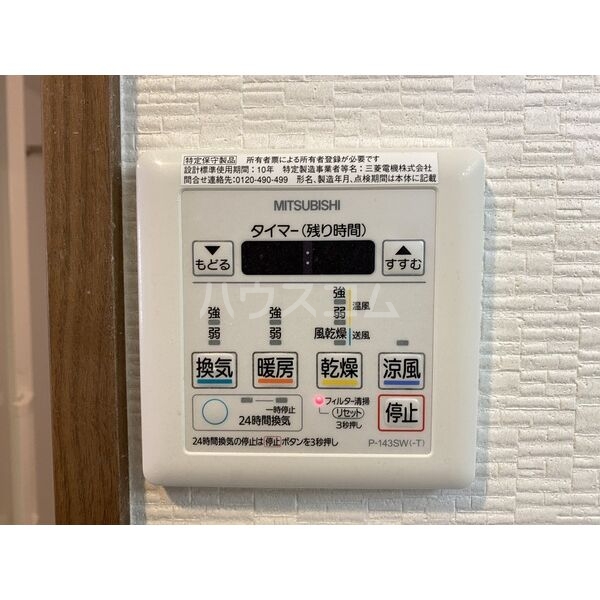 特定保守製品 所有者票による所有者登録が必要です
設計標準使用期間：10年 特定製造事業者等名：三菱電機株式会社
問合せ連絡先：0120-490-499 形名、製造年月、点検期間は本体に記載
MITSUBISHI
タイマー(残り時間)
▼ もどる
▲ すすむ
ハウスコム
強 強 強 温風
弱 弱 弱
風乾燥 送風
換気 暖房 乾燥 涼風
一時停止
24時間換気
フィルター清掃
リセット
3秒押し
停止
24時間換気の停止は停止ボタンを3秒押し
P-143SW(-T)